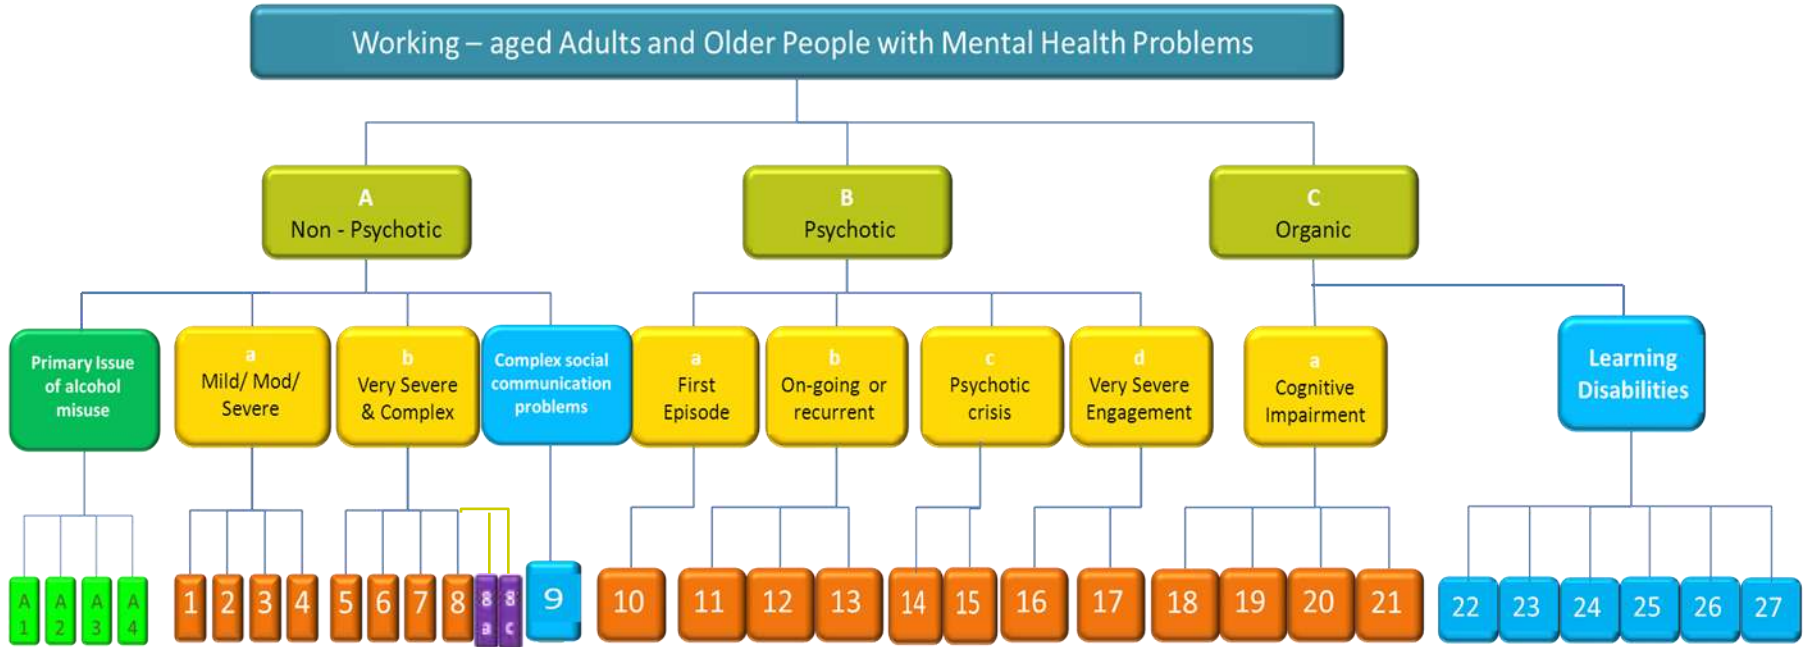 Working – aged Adults and Older People with Mental Health Problems
A
Non - Psychotic
B
Psychotic
C
Organic
Primary Issue
of alcohol
misuse
a
Mild/ Mod/
Severe
b
Very Severe
& Complex
Complex social
communication
problems
a
First
Episode
b
On-going or
recurrent
c
Psychotic
crisis
d
Very Severe
Engagement
a
Cognitive
Impairment
Learning
Disabilities
A
1
A
2
A
3
A
4
1
2
3
4
5
6
7
8
8
a
8
c
9
10
11
12
13
14
15
16
17
18
19
20
21
22
23
24
25
26
27